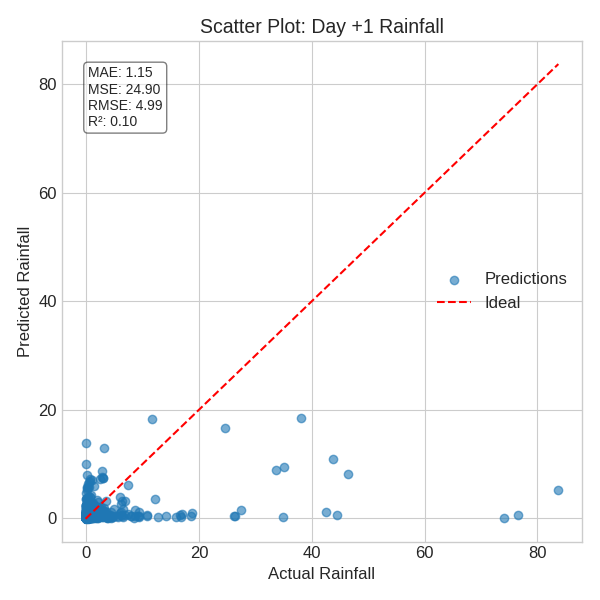 Scatter Plot: Day +1 Rainfall
MAE: 1.15
MSE: 24.90
RMSE: 4.99
R²: 0.10
80
60
40
20
0
Predicted Rainfall
Predictions
Ideal
0 20 40 60 80
Actual Rainfall